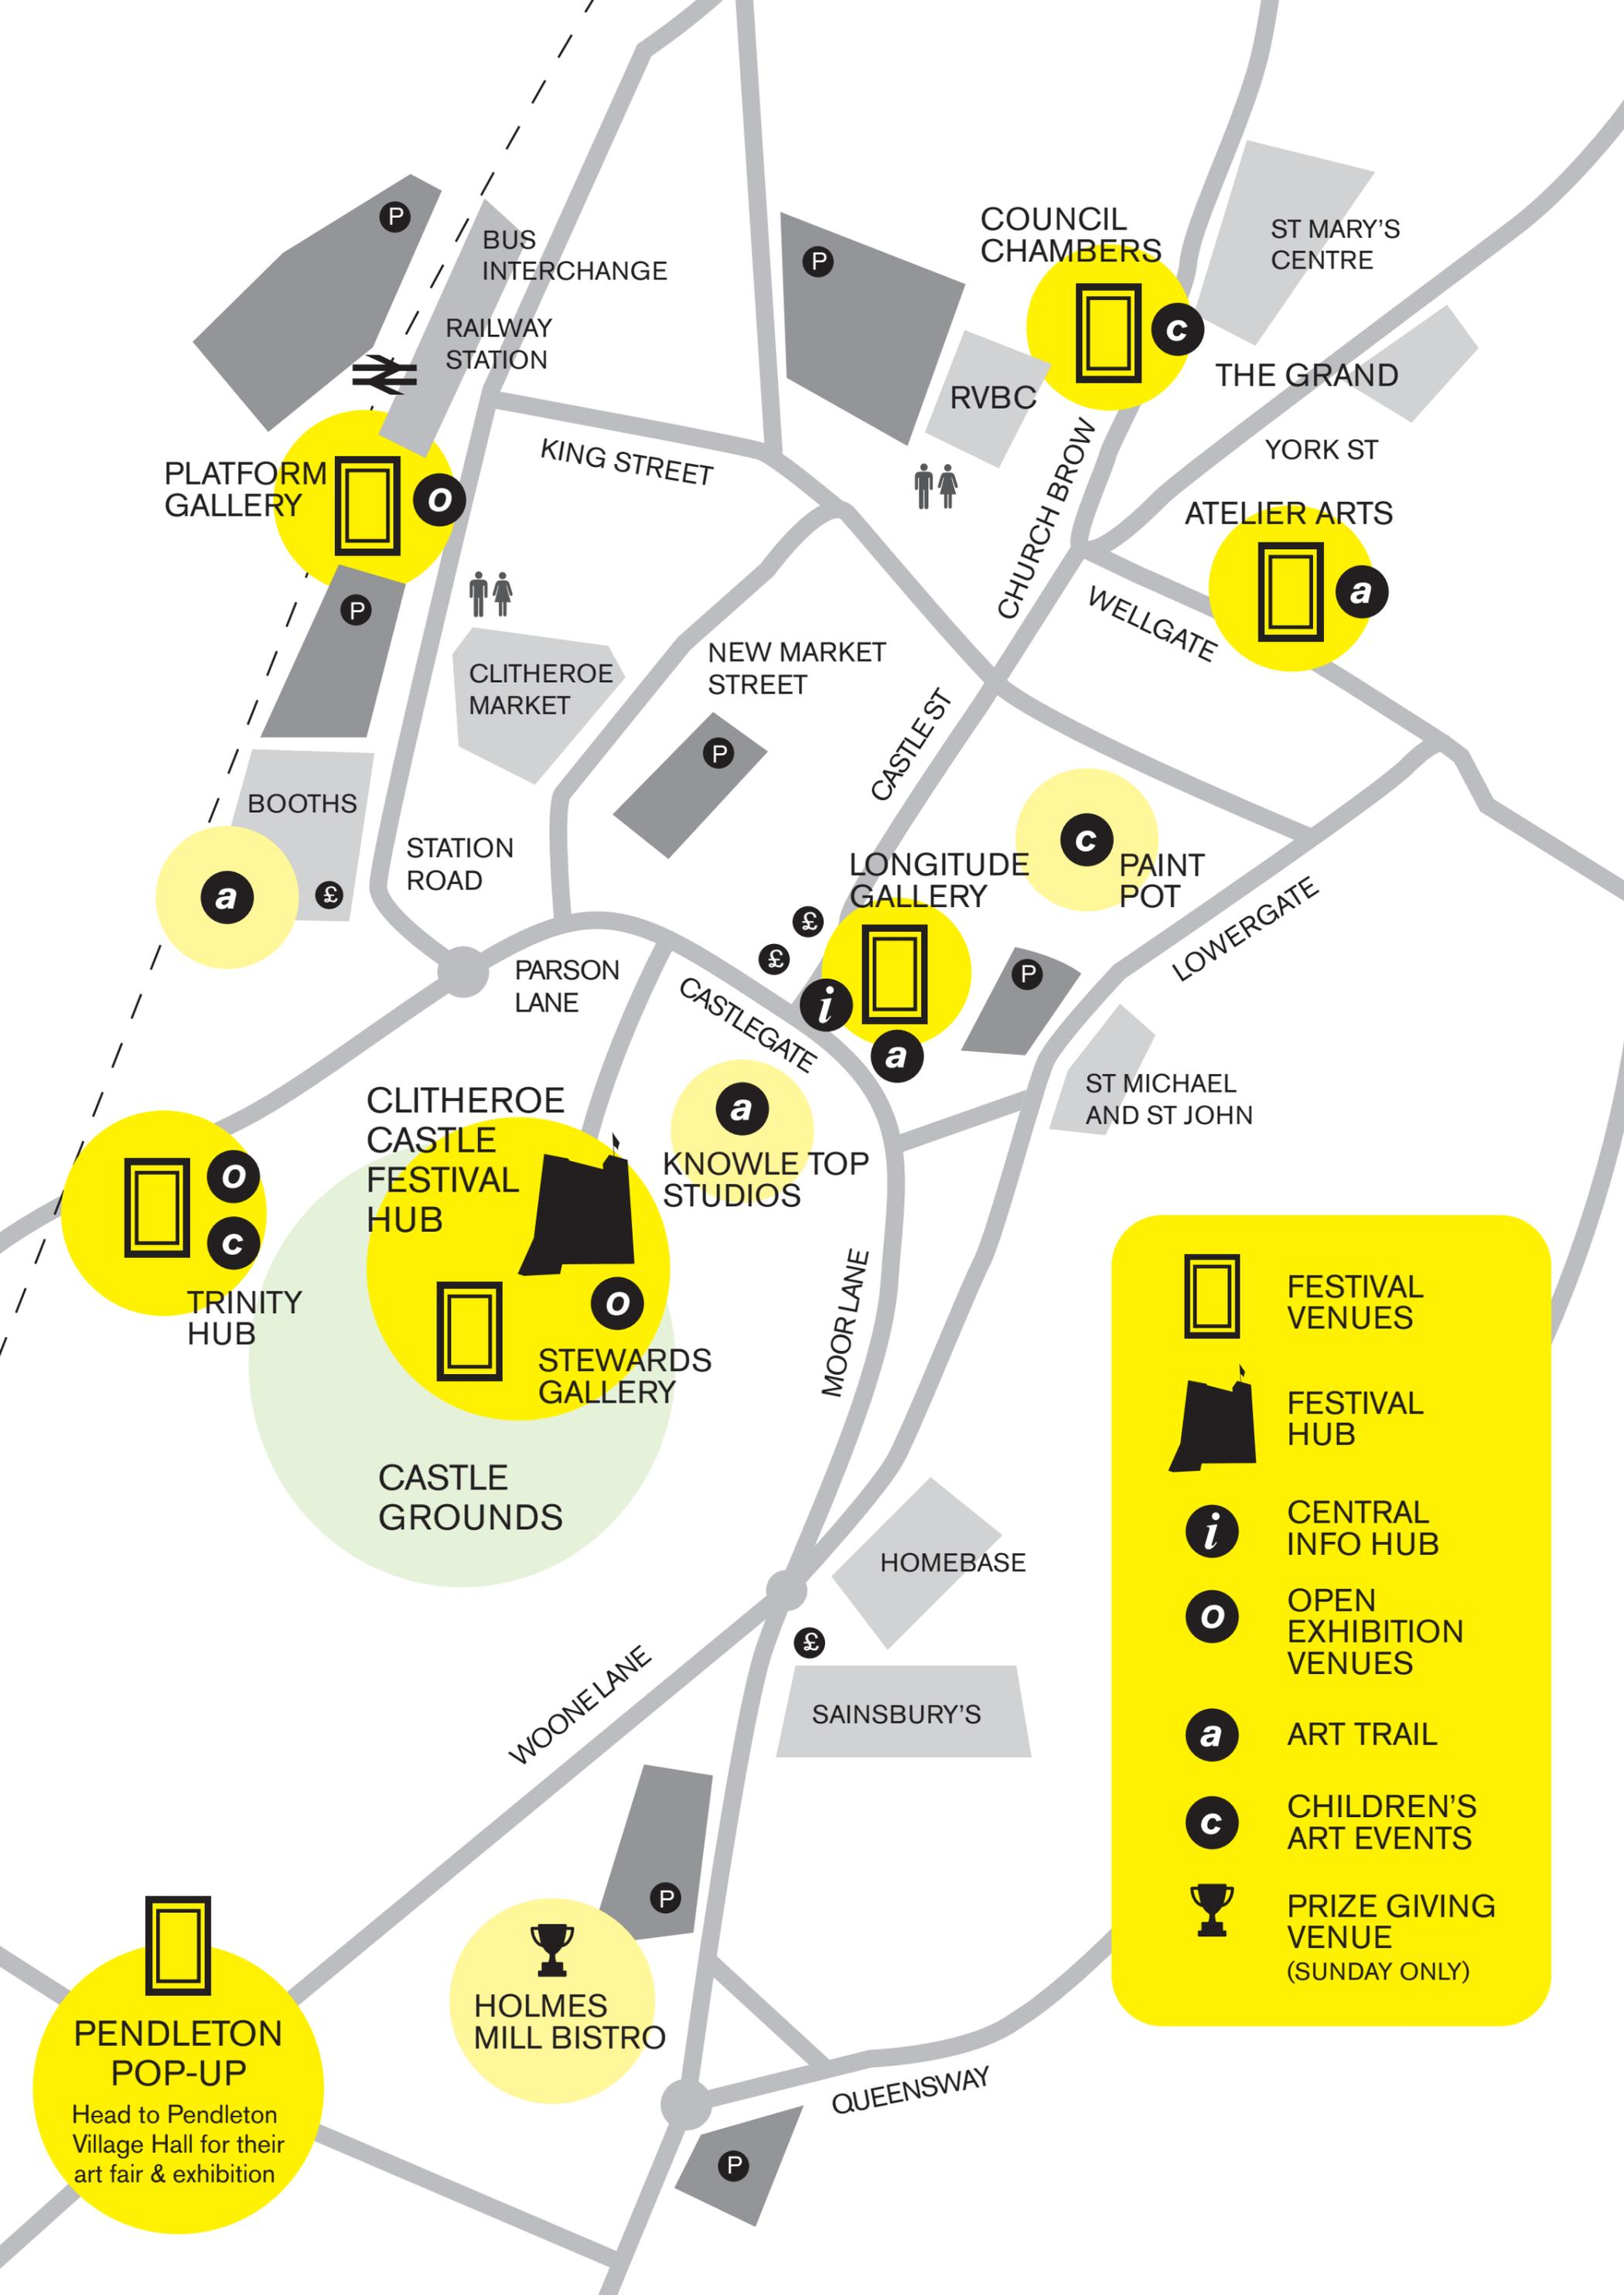 P
BUS
INTERCHANGE
RAILWAY
STATION
P
COUNCIL
CHAMBERS
c
ST MARY'S
CENTRE
THE GRAND
RVBC
KING STREET
CHURCH BROW
YORK ST
PLATFORM
GALLERY
o
P
ATELIER ARTS
a
WELLGATE
CLITHEROE
MARKET
NEW MARKET
STREET
P
CASTLE ST
BOOTHS
a
£
STATION
ROAD
LONGITUDE
GALLERY
c
PAINT
POT
LOWERGATE
£
£
i
a
P
PARSON
LANE
CASTLEGATE
ST MICHAEL
AND ST JOHN
CLITHEROE
CASTLE
FESTIVAL
HUB
a
KNOWLE TOP
STUDIOS
o
c
TRINITY
HUB
o
STEWARDS
GALLERY
MOOR LANE
CASTLE
GROUNDS
HOMEBASE
£
SAINSBURY'S
WOONE LANE
P
HOLMES
MILL BISTRO
PENDLETON
POP-UP
Head to Pendleton
Village Hall for their
art fair & exhibition
QUEENSWAY
P
FESTIVAL
VENUES
FESTIVAL
HUB
i
CENTRAL
INFO HUB
o
OPEN
EXHIBITION
VENUES
a
ART TRAIL
c
CHILDREN'S
ART EVENTS
PRIZE GIVING
VENUE
(SUNDAY ONLY)